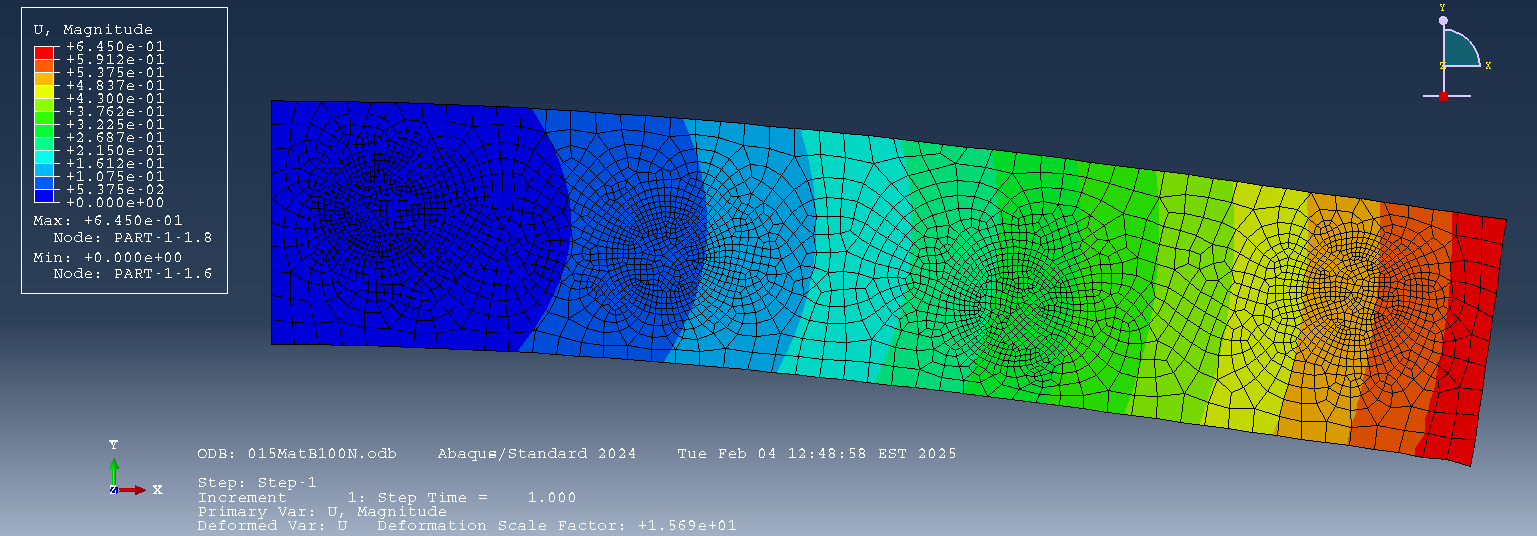 U, Magnitude
+6.450e-01
+5.912e-01
+5.375e-01
+4.837e-01
+4.300e-01
+3.762e-01
+3.225e-01
+2.687e-01
+2.150e-01
+1.612e-01
+1.075e-01
+5.375e-02
+0.000e+00
Max: +6.450e-01
Node: PART-1-1.8
Min: +0.000e+00
Node: PART-1-1.6
Y
Z X
Y
Z X
ODB: 015MatB100N.odb Abaqus/Standard 2024 Tue Feb 04 12:48:58 EST 2025
Step: Step-1
Increment 1: Step Time = 1.000
Primary Var: U, Magnitude
Deformed Var: U Deformation Scale Factor: +1.569e+01